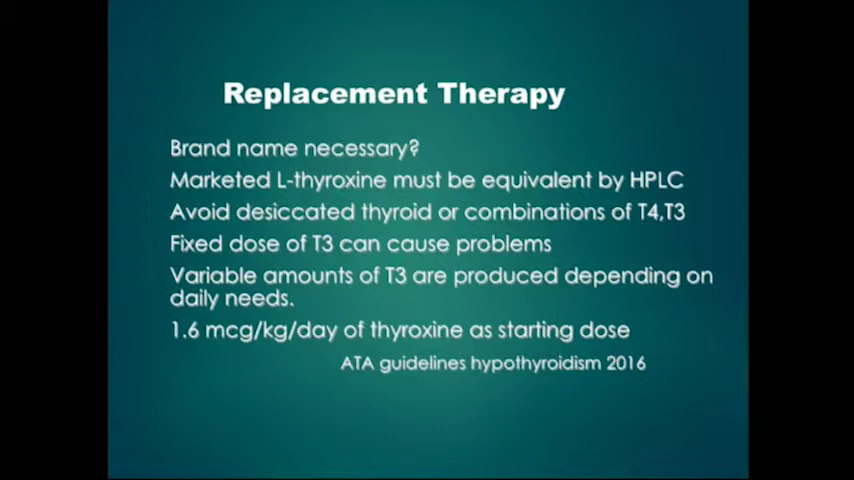 Replacement Therapy
Brand name necessary?
Marketed L-thyroxine must be equivalent by HPLC
Avoid desiccated thyroid or combinations of T4,T3
Fixed dose of T3 can cause problems
Variable amounts of T3 are produced depending on
daily needs.
1.6 mcg/kg/day of thyroxine as starting dose
ATA guidelines hypothyroidism 2016